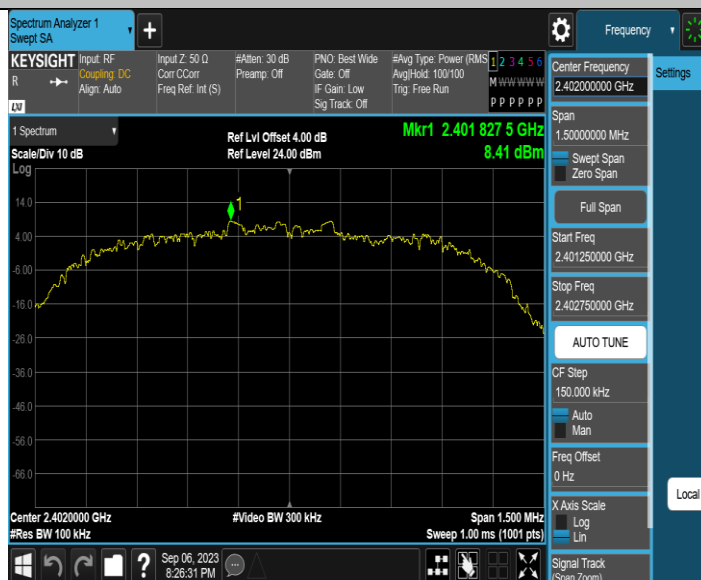 Spectrum Analyzer 1
Swept SA
+
Frequency
KEYSIGHT
R
LXI
Input: RF
Coupling: DC
Align: Auto
Input Z: 50 Ω
Corr CCorr
Freq Ref: Int (S)
#Atten: 30 dB
Preamp: Off
PNO: Best Wide
Gate: Off
IF Gain: Low
Sig Track: Off
#Avg Type: Power (RMS
Avg|Hold: 100/100
Trig: Free Run
1 2 3 4 5 6
M W W W W W
P P P P P P
1 Spectrum
Scale/Div 10 dB
Log
Ref Lvl Offset 4.00 dB
Ref Level 24.00 dBm
Mkr1 2.401 827 5 GHz
8.41 dBm
1
14.0
4.00
-6.00
-16.0
-26.0
-36.0
-46.0
-56.0
-66.0
Center 2.4020000 GHz
#Res BW 100 kHz
#Video BW 300 kHz
Span 1.500 MHz
Sweep 1.00 ms (1001 pts)
?
Sep 06, 2023
8:26:31 PM
Center Frequency
2.402000000 GHz
Settings
Span
1.50000000 MHz
Swept Span
Zero Span
Full Span
Start Freq
2.401250000 GHz
Stop Freq
2.402750000 GHz
AUTO TUNE
CF Step
150.000 kHz
Auto
Man
Freq Offset
0 Hz
X Axis Scale
Log
Lin
Local
Signal Track
(Span Zoom)